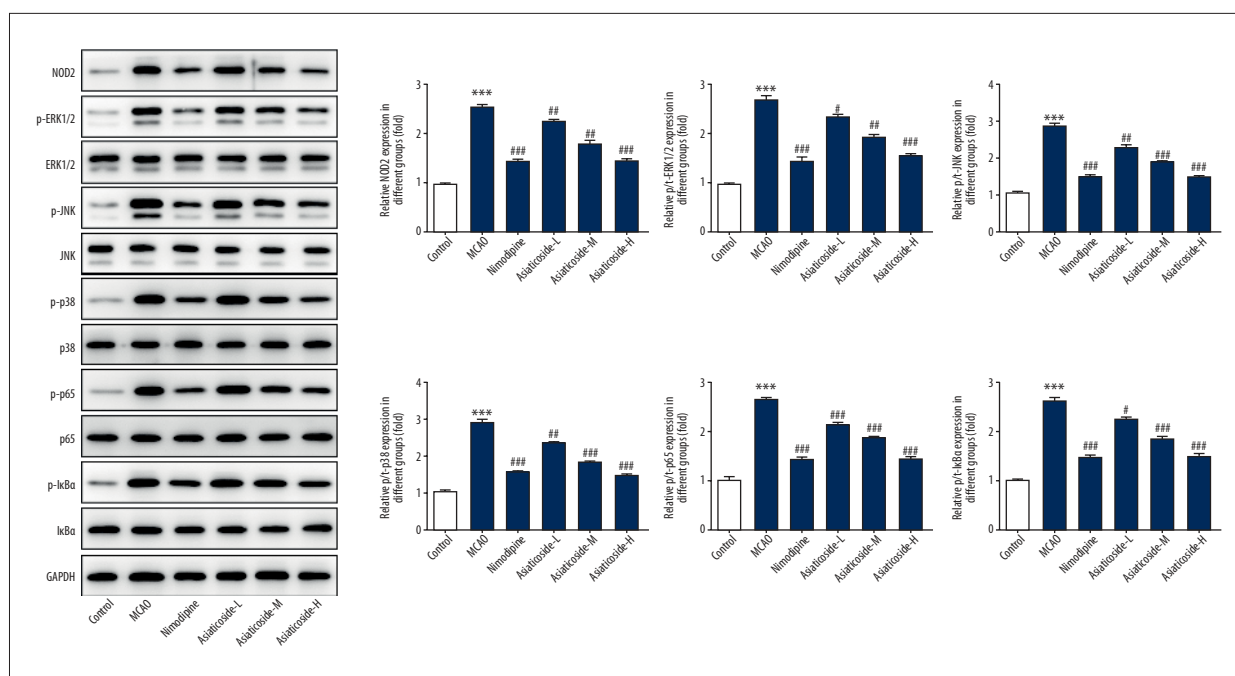 NOD2
p-ERK1/2
ERK1/2
p-JNK
JNK
p-p38
p38
p-p65
p65
p-IκBα
IκBα
GAPDH
Control
MCAO
Nimodipine
Asiaticoside-L
Asiaticoside-M
Asiaticoside-H
Relative NOD2 expression in
different groups (fold)
3
2
1
0
***
###
##
##
###
Control
MCAO
Nimodipine
Asiaticoside-L
Asiaticoside-M
Asiaticoside-H
Relative p/t-ERK1/2 expression in
different groups (fold)
3
2
1
0
***
###
#
##
###
Control
MCAO
Nimodipine
Asiaticoside-L
Asiaticoside-M
Asiaticoside-H
Relative p/t-JNK expression in
different groups (fold)
4
3
2
1
0
***
###
##
###
###
Control
MCAO
Nimodipine
Asiaticoside-L
Asiaticoside-M
Asiaticoside-H
Relative p/t-p38 expression in
different groups (fold)
4
3
2
1
0
***
###
##
###
###
Control
MCAO
Nimodipine
Asiaticoside-L
Asiaticoside-M
Asiaticoside-H
Relative p/t-p65 expression in
different groups (fold)
3
2
1
0
***
###
###
###
###
Control
MCAO
Nimodipine
Asiaticoside-L
Asiaticoside-M
Asiaticoside-H
Relative p/t-IκBα expression in
different groups (fold)
3
2
1
0
***
###
#
###
###
Control
MCAO
Nimodipine
Asiaticoside-L
Asiaticoside-M
Asiaticoside-H